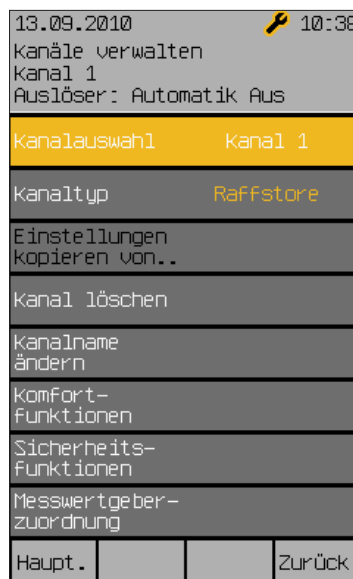 13.09.2010 10:38
Kanäle verwalten
Kanal 1
Auslöser: Automatik Aus
Kanalauswahl Kanal 1
Kanaltyp Raffstore
Einstellungen
kopieren von..
Kanal löschen
Kanalname
ändern
Komfort-
funktionen
Sicherheits-
funktionen
Messwertgeber-
zuordnung
Haupt. Zurück